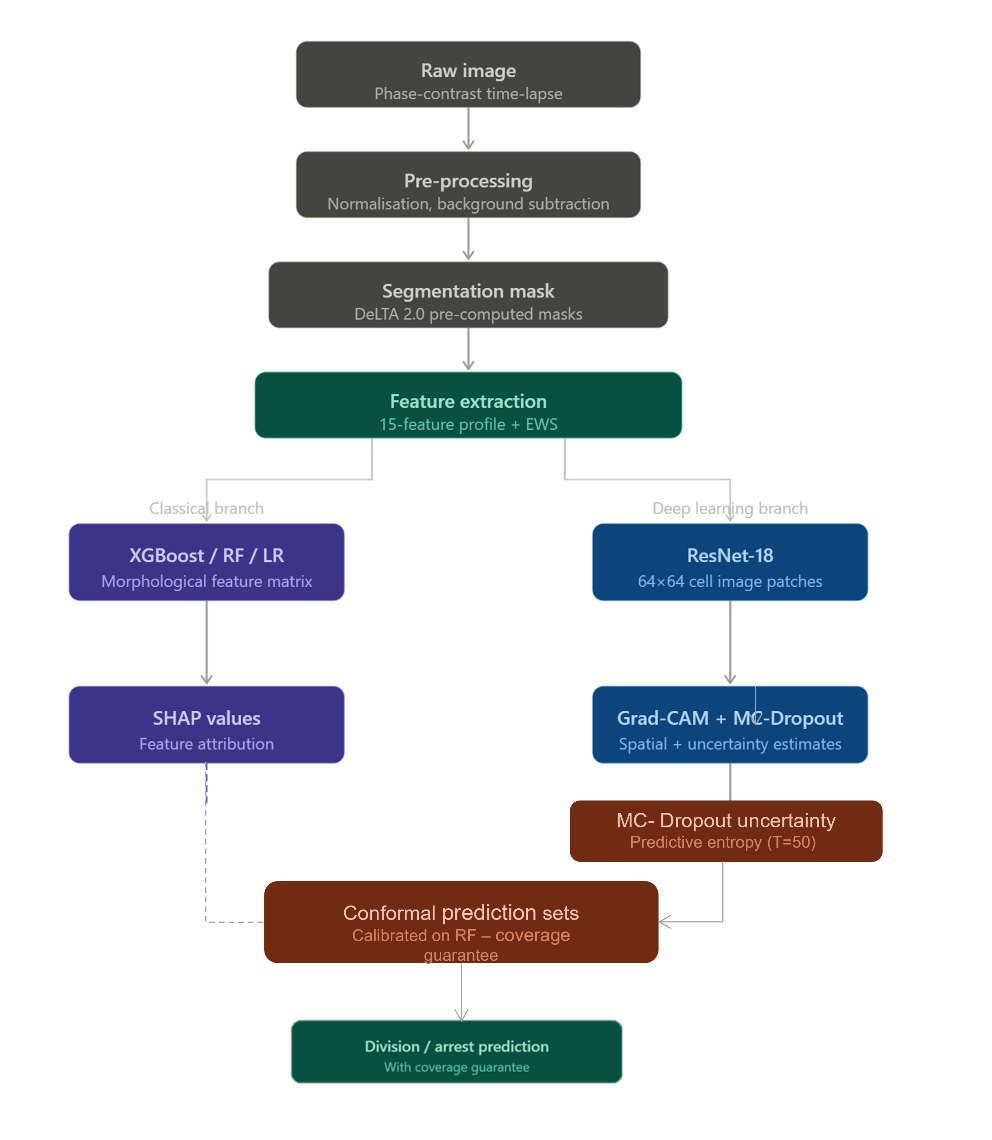 Raw image
Phase-contrast time-lapse
Pre-processing
Normalisation, background subtraction
Segmentation mask
DeLTA 2.0 pre-computed masks
Feature extraction
15-feature profile + EWS
Classical branch
Deep learning branch
XGBoost / RF / LR
Morphological feature matrix
ResNet-18
64×64 cell image patches
SHAP values
Feature attribution
Grad-CAM + MC-Dropout
Spatial + uncertainty estimates
MC- Dropout uncertainty
Predictive entropy (T=50)
Conformal prediction sets
Calibrated on RF – coverage
guarantee
Division / arrest prediction
With coverage guarantee